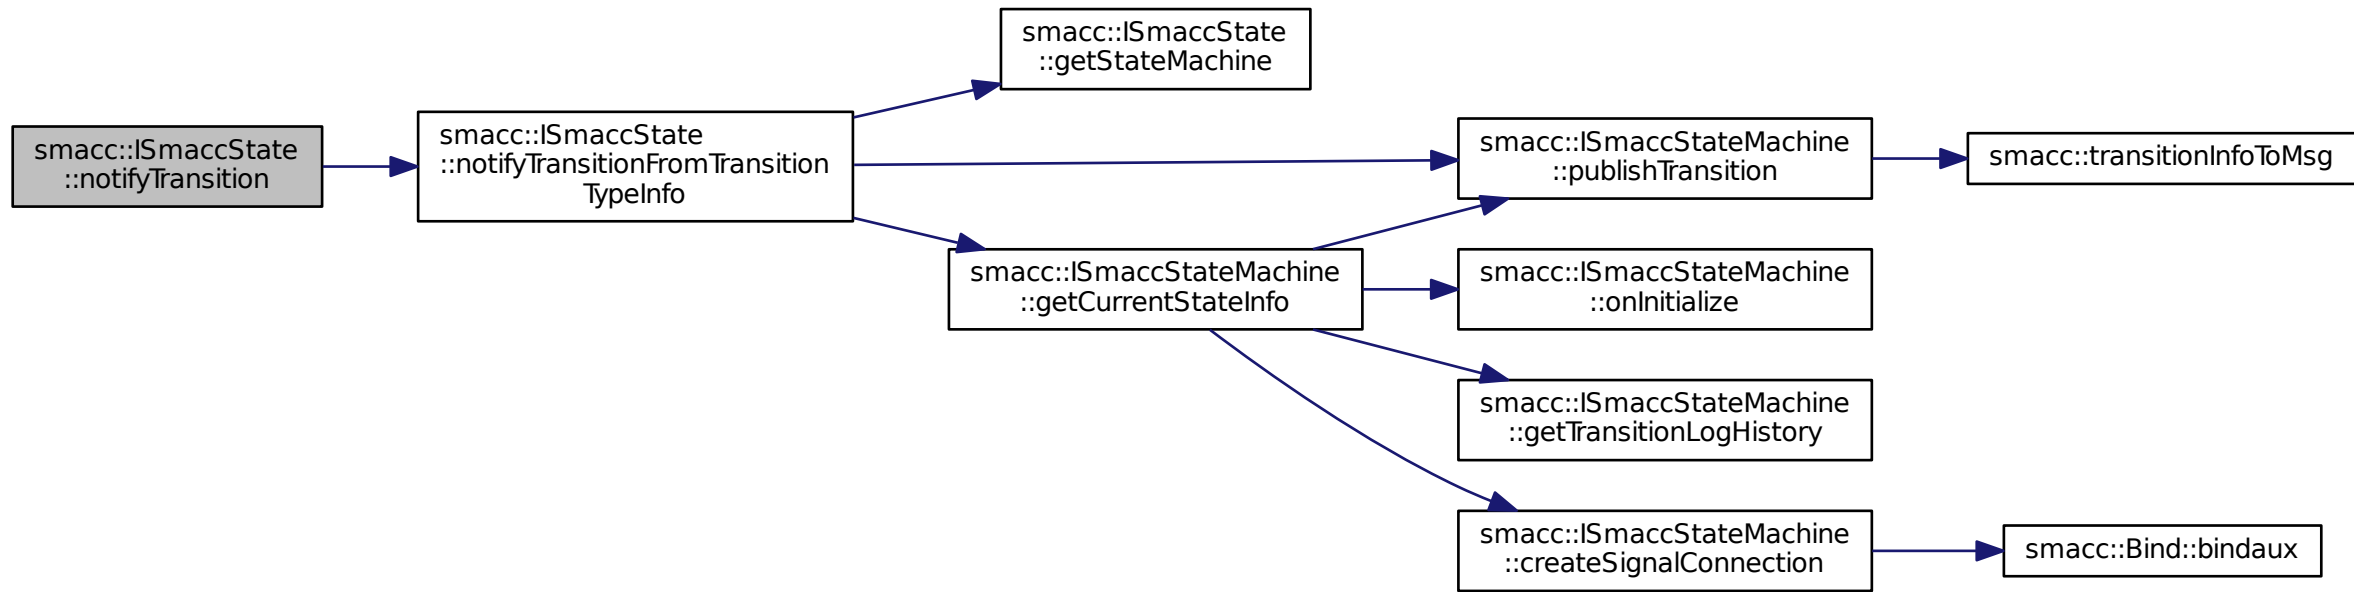 smacc::ISmaccState
::notifyTransition
smacc::ISmaccState
::notifyTransitionFromTransition
TypeInfo
smacc::ISmaccState
::getStateMachine
smacc::ISmaccStateMachine
::getCurrentStateInfo
smacc::ISmaccStateMachine
::publishTransition
smacc::transitionInfoToMsg
smacc::ISmaccStateMachine
::onInitialize
smacc::ISmaccStateMachine
::getTransitionLogHistory
smacc::ISmaccStateMachine
::createSignalConnection
smacc::Bind::bindaux